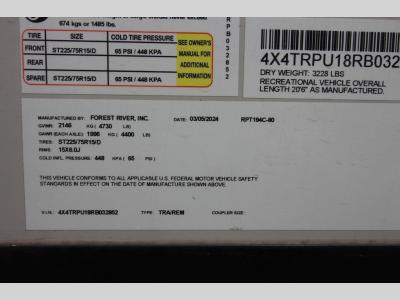 674 kgs or 1485 lbs.
TIRE SIZE COLD TIRE PRESSURE SEE OWNER'S MANUAL FOR ADDITIONAL INFORMATION
FRONT ST225/75R15/D 65 PSI / 448 KPA
REAR
SPARE ST225/75R15/D 65 PSI / 448 KPA
4X4TRPU18RB032
DRY WEIGHT: 3228 LBS
RECREATIONAL VEHICLE OVERALL
LENGTH 20'6" AS MANUFACTURED.
MANUFACTURED BY: FOREST RIVER, INC. DATE: 03/05/2024 RPT194C-80
GVWR: 2146 KG ( 4730 LB)
GAWR (EACH AXLE): 1996 KG ( 4400 LB)
TIRES: ST225/75R15/D
RIMS: 15X6.0J
COLD INFL. PRESSURE: 448 KPA ( 65 PSI)
THIS VEHICLE CONFORMS TO ALL APPLICABLE U.S. FEDERAL MOTOR VEHICLE SAFETY
STANDARDS IN EFFECT ON THE DATE OF MANUFACTURE SHOWN ABOVE.
V.I.N.: 4X4TRPU18RB032852 TYPE: TRA/REM COUPLER SIZE: